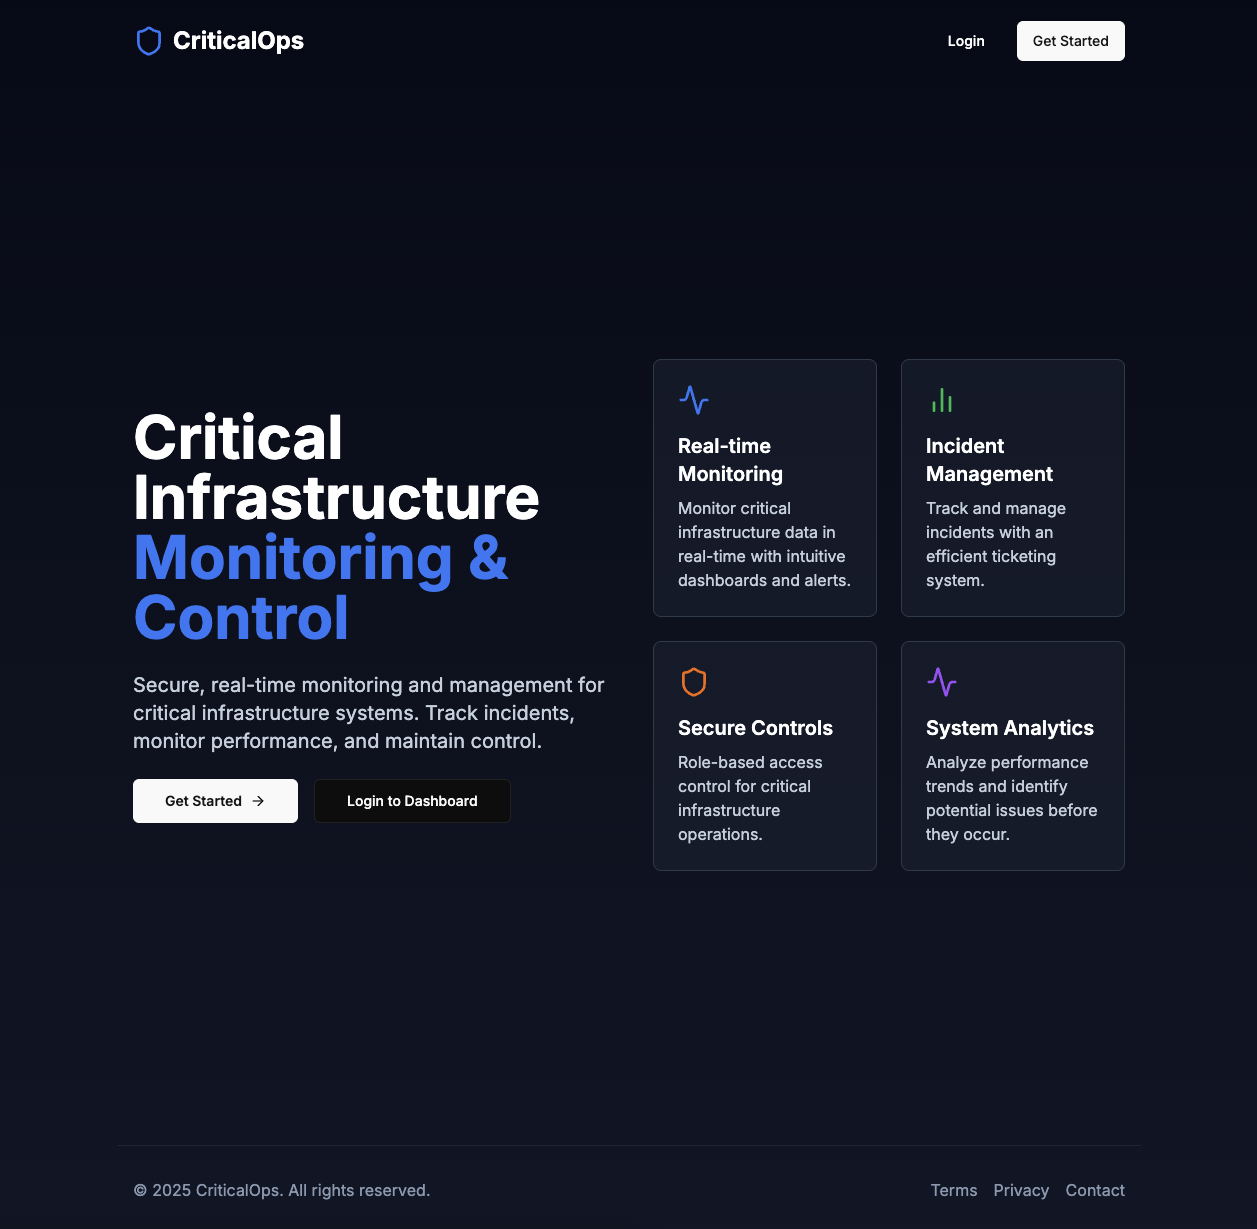 CriticalOps
Login
Get Started
Critical
Infrastructure
Monitoring &
Control
Secure, real-time monitoring and management for
critical infrastructure systems. Track incidents,
monitor performance, and maintain control.
Get Started
Login to Dashboard
Real-time
Monitoring
Monitor critical
infrastructure data in
real-time with intuitive
dashboards and alerts.
Incident
Management
Track and manage
incidents with an
efficient ticketing
system.
Secure Controls
Role-based access
control for critical
infrastructure
operations.
System Analytics
Analyze performance
trends and identify
potential issues before
they occur.
© 2025 CriticalOps. All rights reserved.
Terms
Privacy
Contact